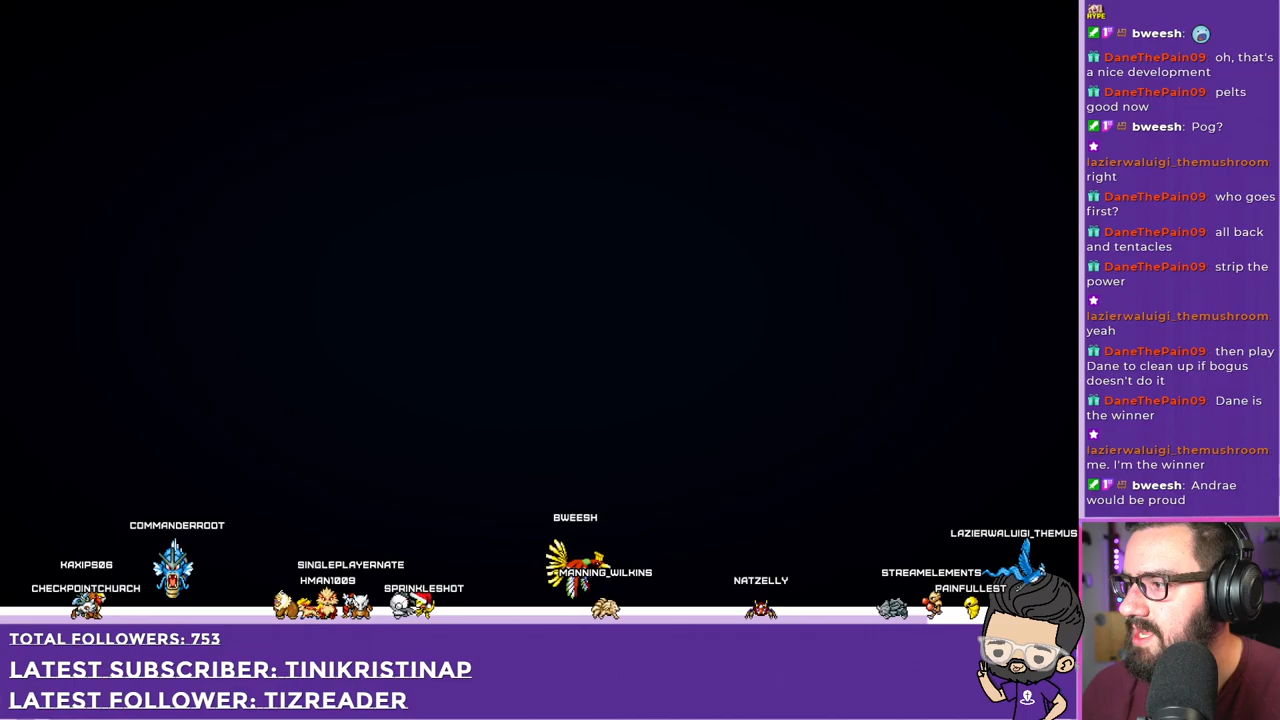 HYPE
bweesh:
DaneThePain09 oh, that's
a nice development
DaneThePain09 pelts
good now
bweesh: Pog?
lazierwaluigi_themushroom:
right
DaneThePain09 who goes
first?
DaneThePain09 all back
and tentacles
DaneThePain09 strip the
power
lazierwaluigi_themushroom:
yeah
DaneThePain09 then play
Dane to clean up if bogus
doesn't do it
DaneThePain09 Dane is
the winner
lazierwaluigi_themushroom:
me. I'm the winner
bweesh: Andrae
would be proud
BWEESH
COMMANDERROOT
LAZIERWALUIGI_THEMUS
KAXIPS06
SINGLEPLAYERNATE
MANNING_WILKINS
STREAMELEMENTS
HMAN1009
NATZELLY
CHECKPOINTCHURCH
SPRINKLESHOT
PAINFULLEST
TOTAL FOLLOWERS: 753
LATEST SUBSCRIBER: TINIKRISTINAP
LATEST FOLLOWER: TIZREADER